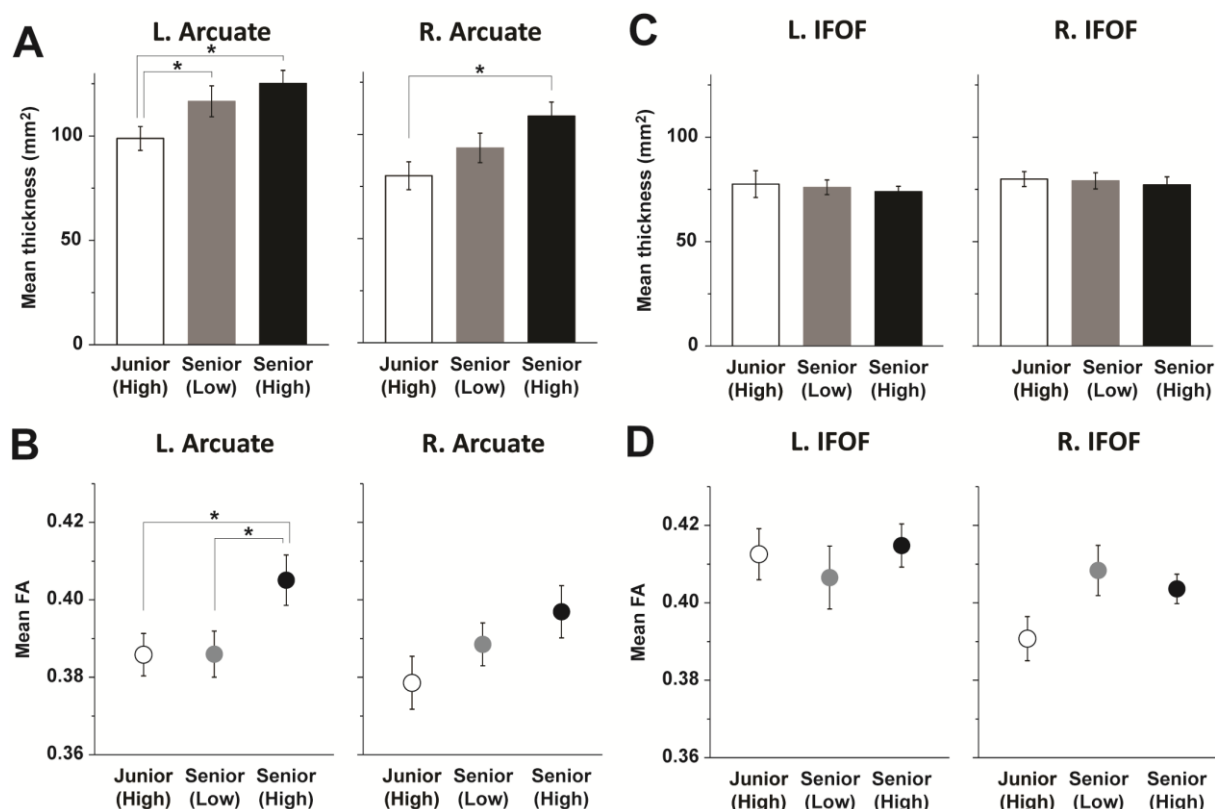 A
L. Arcuate
R. Arcuate
Mean thickness (mm²)
100
50
0
*
*
*
Junior Senior Senior
(High) (Low) (High)
Junior Senior Senior
(High) (Low) (High)
B
L. Arcuate
R. Arcuate
Mean FA
0.42
0.40
0.38
0.36
*
*
Junior Senior Senior
(High) (Low) (High)
Junior Senior Senior
(High) (Low) (High)
C
L. IFOF
R. IFOF
Mean thickness (mm²)
100
50
0
Junior Senior Senior
(High) (Low) (High)
Junior Senior Senior
(High) (Low) (High)
D
L. IFOF
R. IFOF
Mean FA
0.42
0.40
0.38
0.36
Junior Senior Senior
(High) (Low) (High)
Junior Senior Senior
(High) (Low) (High)